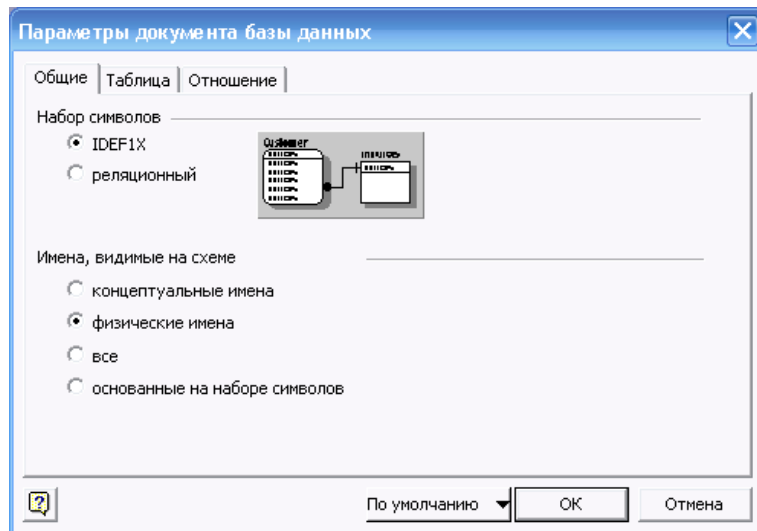 Параметры документа базы данных
Общие Таблица Отношение
Набор символов
IDEF1X
реляционный
Customer
Имена, видимые на схеме
концептуальные имена
физические имена
все
основанные на наборе символов
По умолчанию ОК Отмена